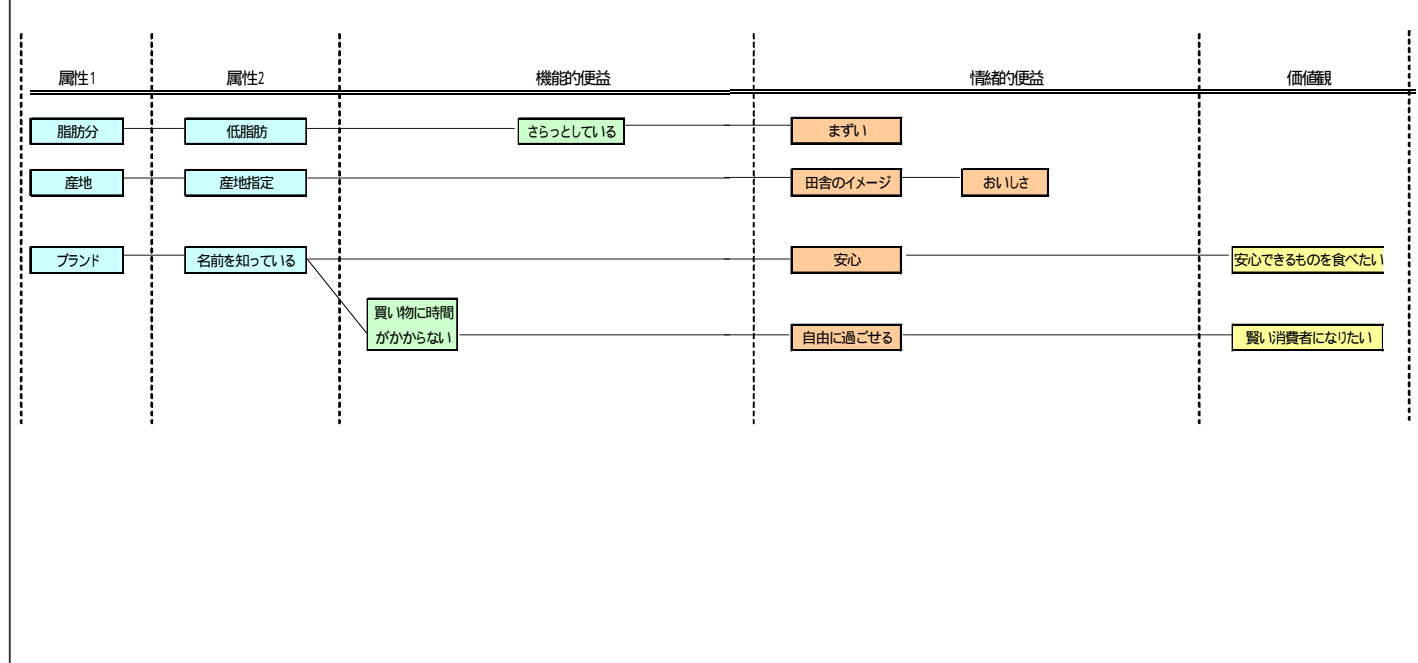 属性1 属性2 機能的便益 情緒的便益 価値観
脂肪分 低脂肪 さらっとしている まずい
産地 産地指定 田舎のイメージ おいしさ
ブランド 名前を知っている 安心 安心できるものを食べたい
買い物に時間
がかからない 自由に過ごせる 賢い消費者になりたい